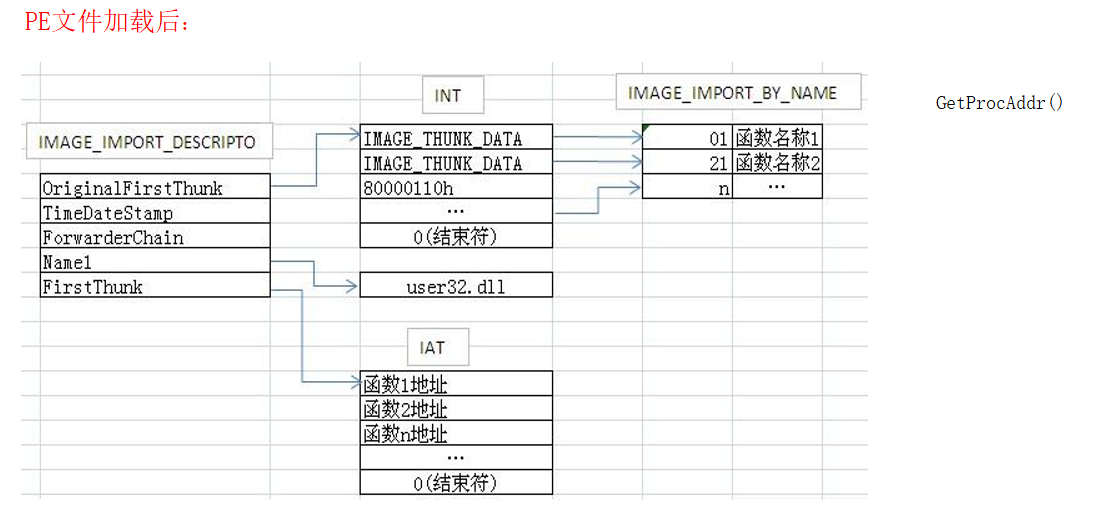 PE文件加载后:
INT
IMAGE_IMPORT_BY_NAME
GetProcAddr()
IMAGE_IMPORT_DESCRIPTO
IMAGE_THUNK_DATA
01 函数名称1
IMAGE_THUNK_DATA
21 函数名称2
OriginalFirstThunk
80000110h
n …
TimeDateStamp
…
ForwarderChain
0(结束符)
Name1
FirstThunk
user32.dll
IAT
函数1地址
函数2地址
函数n地址
…
0(结束符)